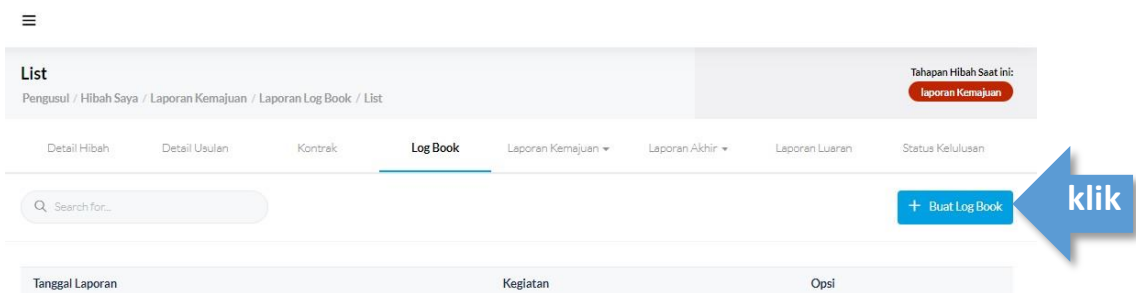 List
Tahapan Hibah Saat ini:
Pengusul / Hibah Saya / Laporan Kemajuan / Laporan Log Book / List
laporan Kemajuan
Detail Hibah Detail Usulan Kontrak Log Book Laporan Kemajuan Laporan Akhir Laporan Luaran Status Kelulusan
Search for...
+ Buat Log Book
klik
Tanggal Laporan Kegiatan Opsi